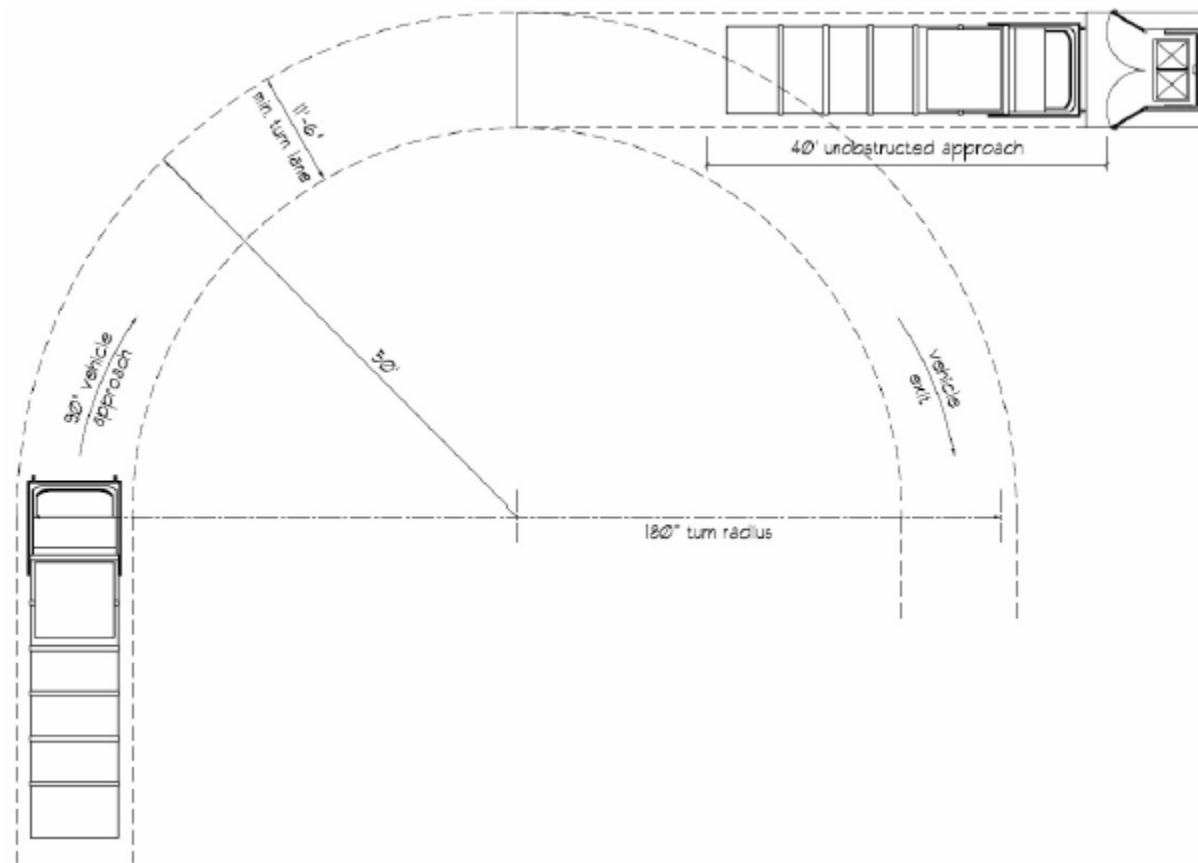 11'-6"
min. turn lane
40' unobstructed approach
50'
90° vehicle
approach
vehicle
exit
180° turn radius